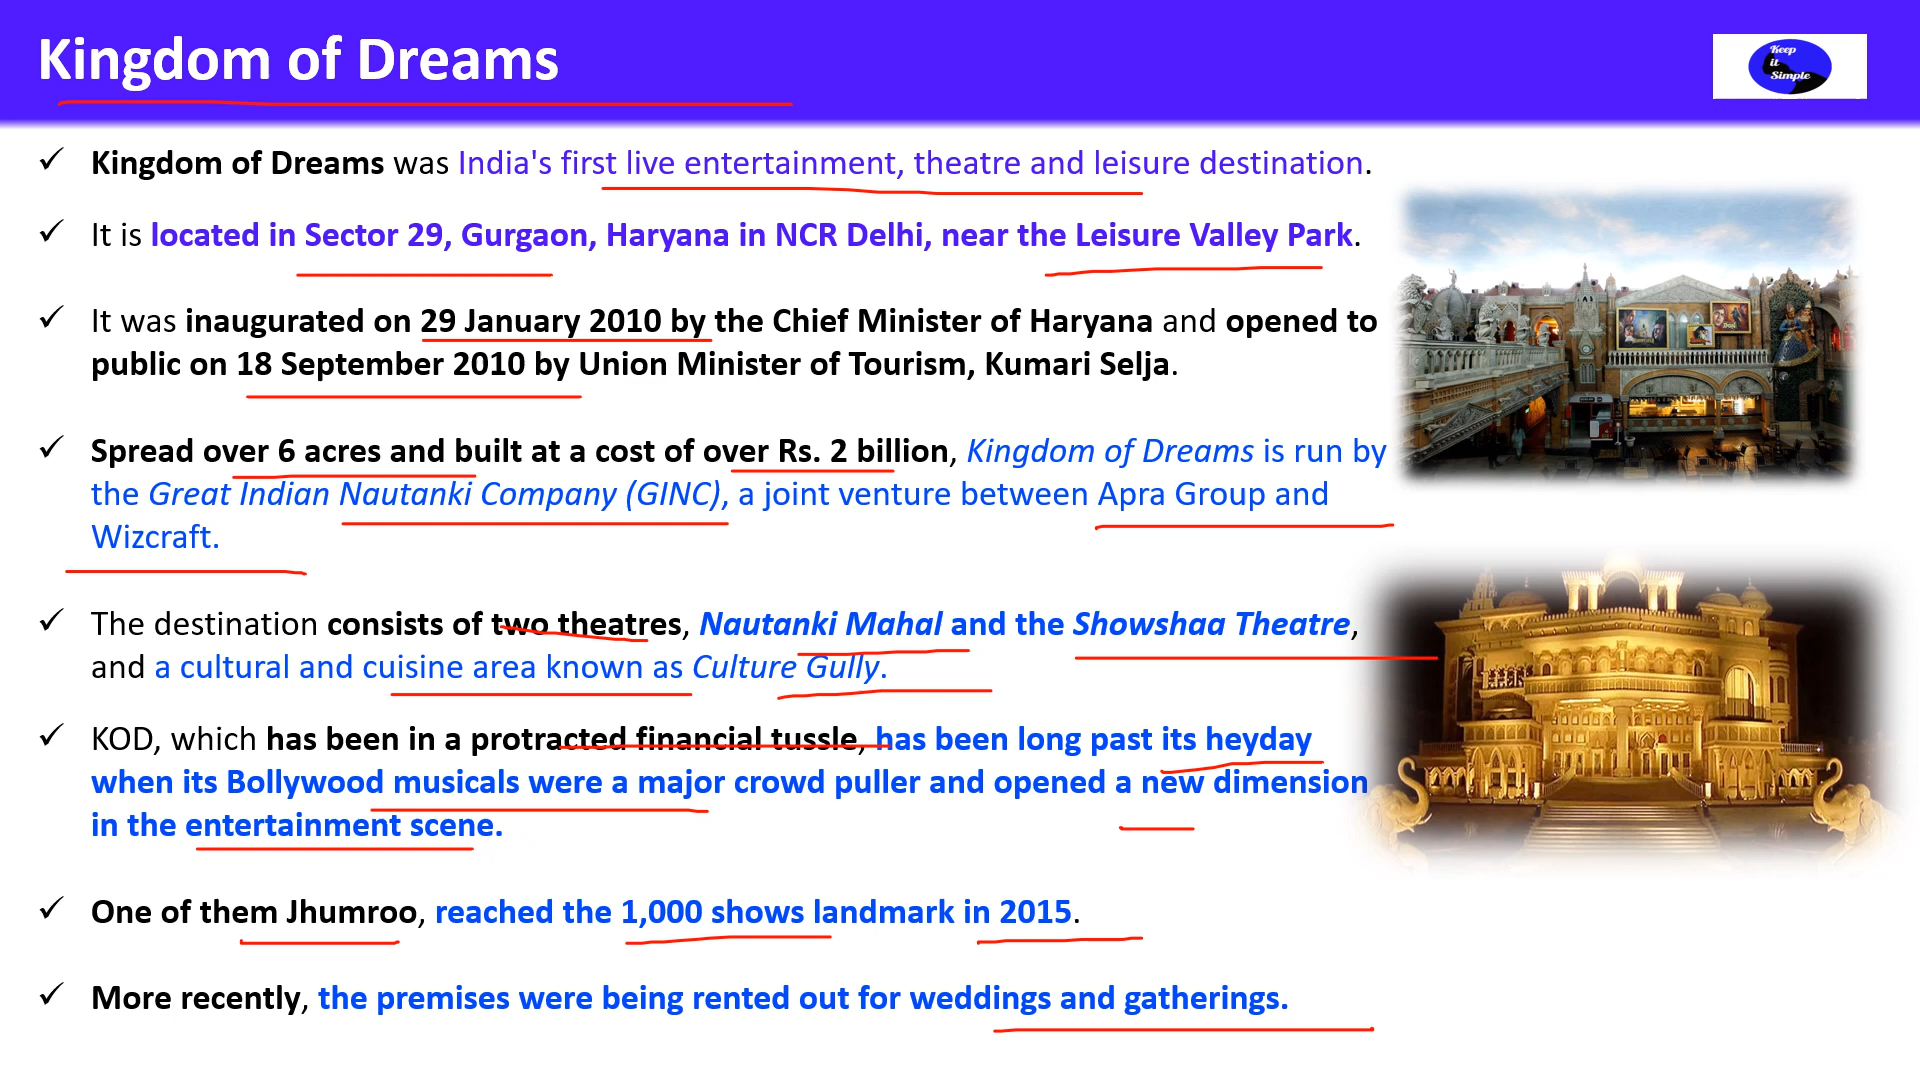 Kingdom of Dreams
Keep
it
Simple
✓ Kingdom of Dreams was India's first live entertainment, theatre and leisure destination.
✓ It is located in Sector 29, Gurgaon, Haryana in NCR Delhi, near the Leisure Valley Park.
✓ It was inaugurated on 29 January 2010 by the Chief Minister of Haryana and opened to
public on 18 September 2010 by Union Minister of Tourism, Kumari Selja.
✓ Spread over 6 acres and built at a cost of over Rs. 2 billion, Kingdom of Dreams is run by
the Great Indian Nautanki Company (GINC), a joint venture between Apra Group and
Wizcraft.
✓ The destination consists of two theatres, Nautanki Mahal and the Showshaa Theatre,
and a cultural and cuisine area known as Culture Gully.
✓ KOD, which has been in a protracted financial tussle, has been long past its heyday
when its Bollywood musicals were a major crowd puller and opened a new dimension
in the entertainment scene.
✓ One of them Jhumroo, reached the 1,000 shows landmark in 2015.
✓ More recently, the premises were being rented out for weddings and gatherings.